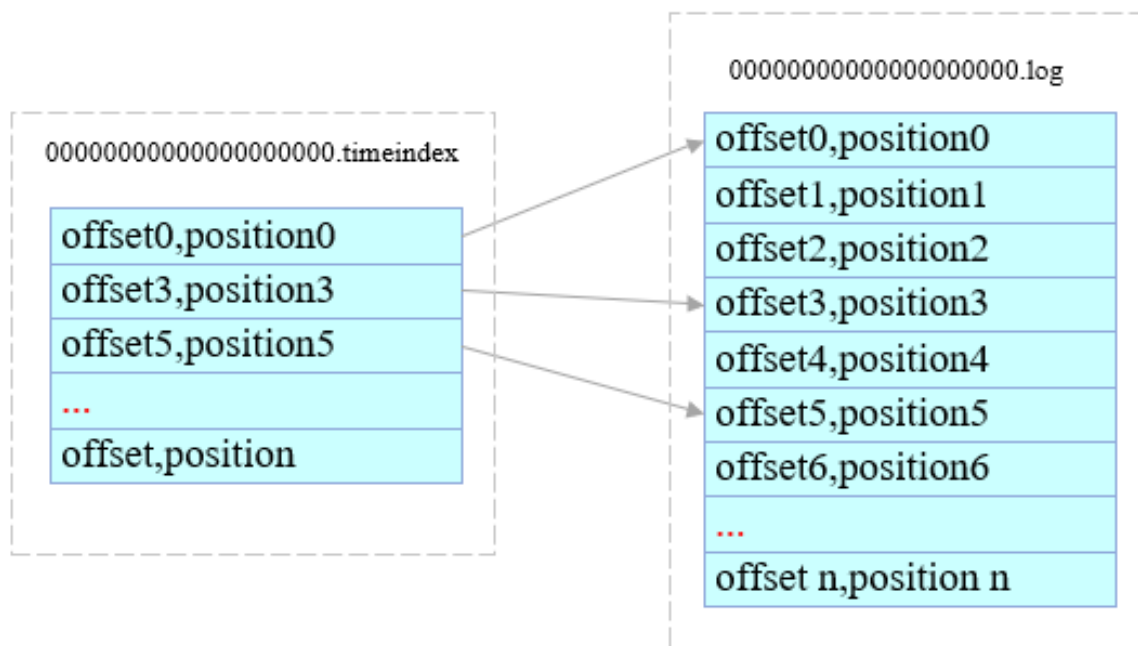 00000000000000000000.timeindex
offset0,position0
offset3,position3
offset5,position5
...
offset,position
00000000000000000000.log
offset0,position0
offset1,position1
offset2,position2
offset3,position3
offset4,position4
offset5,position5
offset6,position6
...
offset n,position n